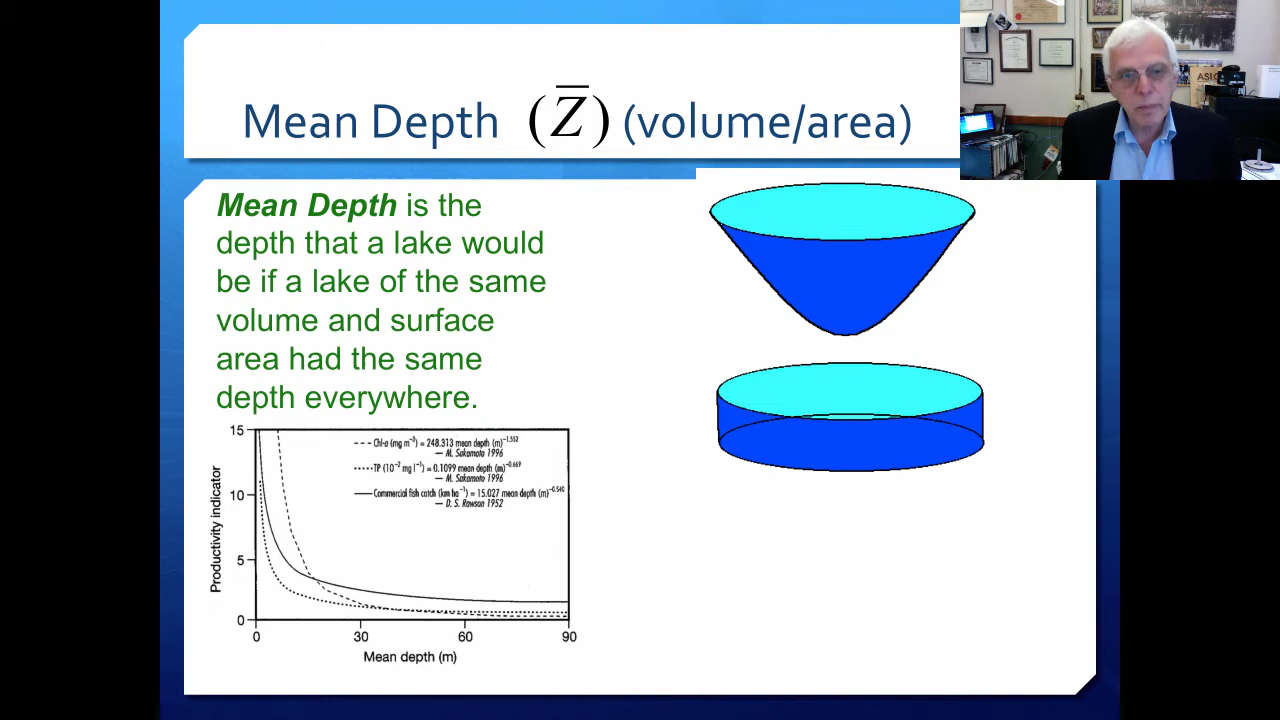 Mean Depth (Z̅) (volume/area)
ASLO
Mean Depth is the
depth that a lake would
be if a lake of the same
volume and surface
area had the same
depth everywhere.
15
10
5
0
Productivity indicator
Chl-a (mg m⁻³) = 248.313 mean depth (m)⁻¹·⁵⁵²
— M. Sakamoto 1996
TP (10⁻² mg l⁻¹) = 0.1099 mean depth (m)⁻⁰·⁶⁶⁹
— M. Sakamoto 1996
Commercial fish catch (km ha⁻¹) = 15.027 mean depth (m)⁻⁰·⁵⁴⁰
— D. S. Rawson 1952
0 30 60 90
Mean depth (m)